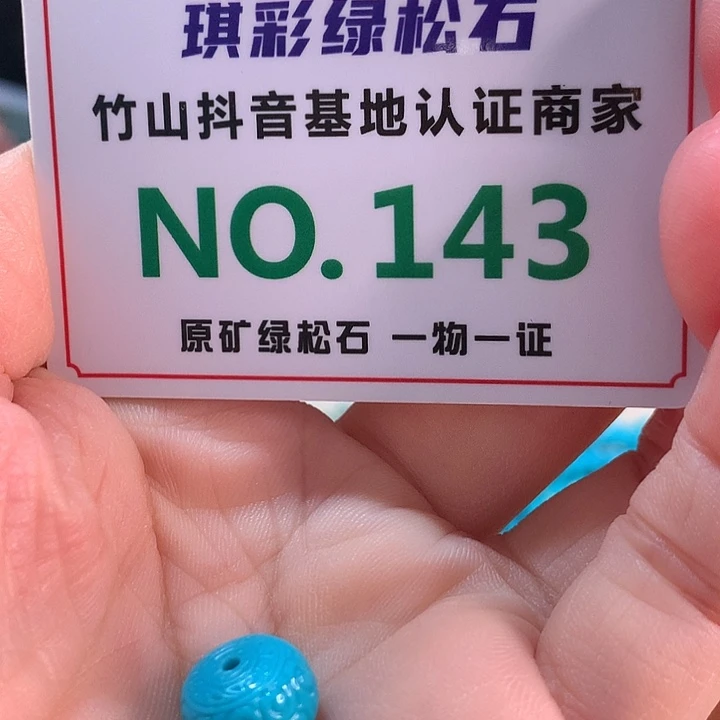 琪彩绿松石
竹山抖音基地认证商家
NO.143
原矿绿松石 一物一证